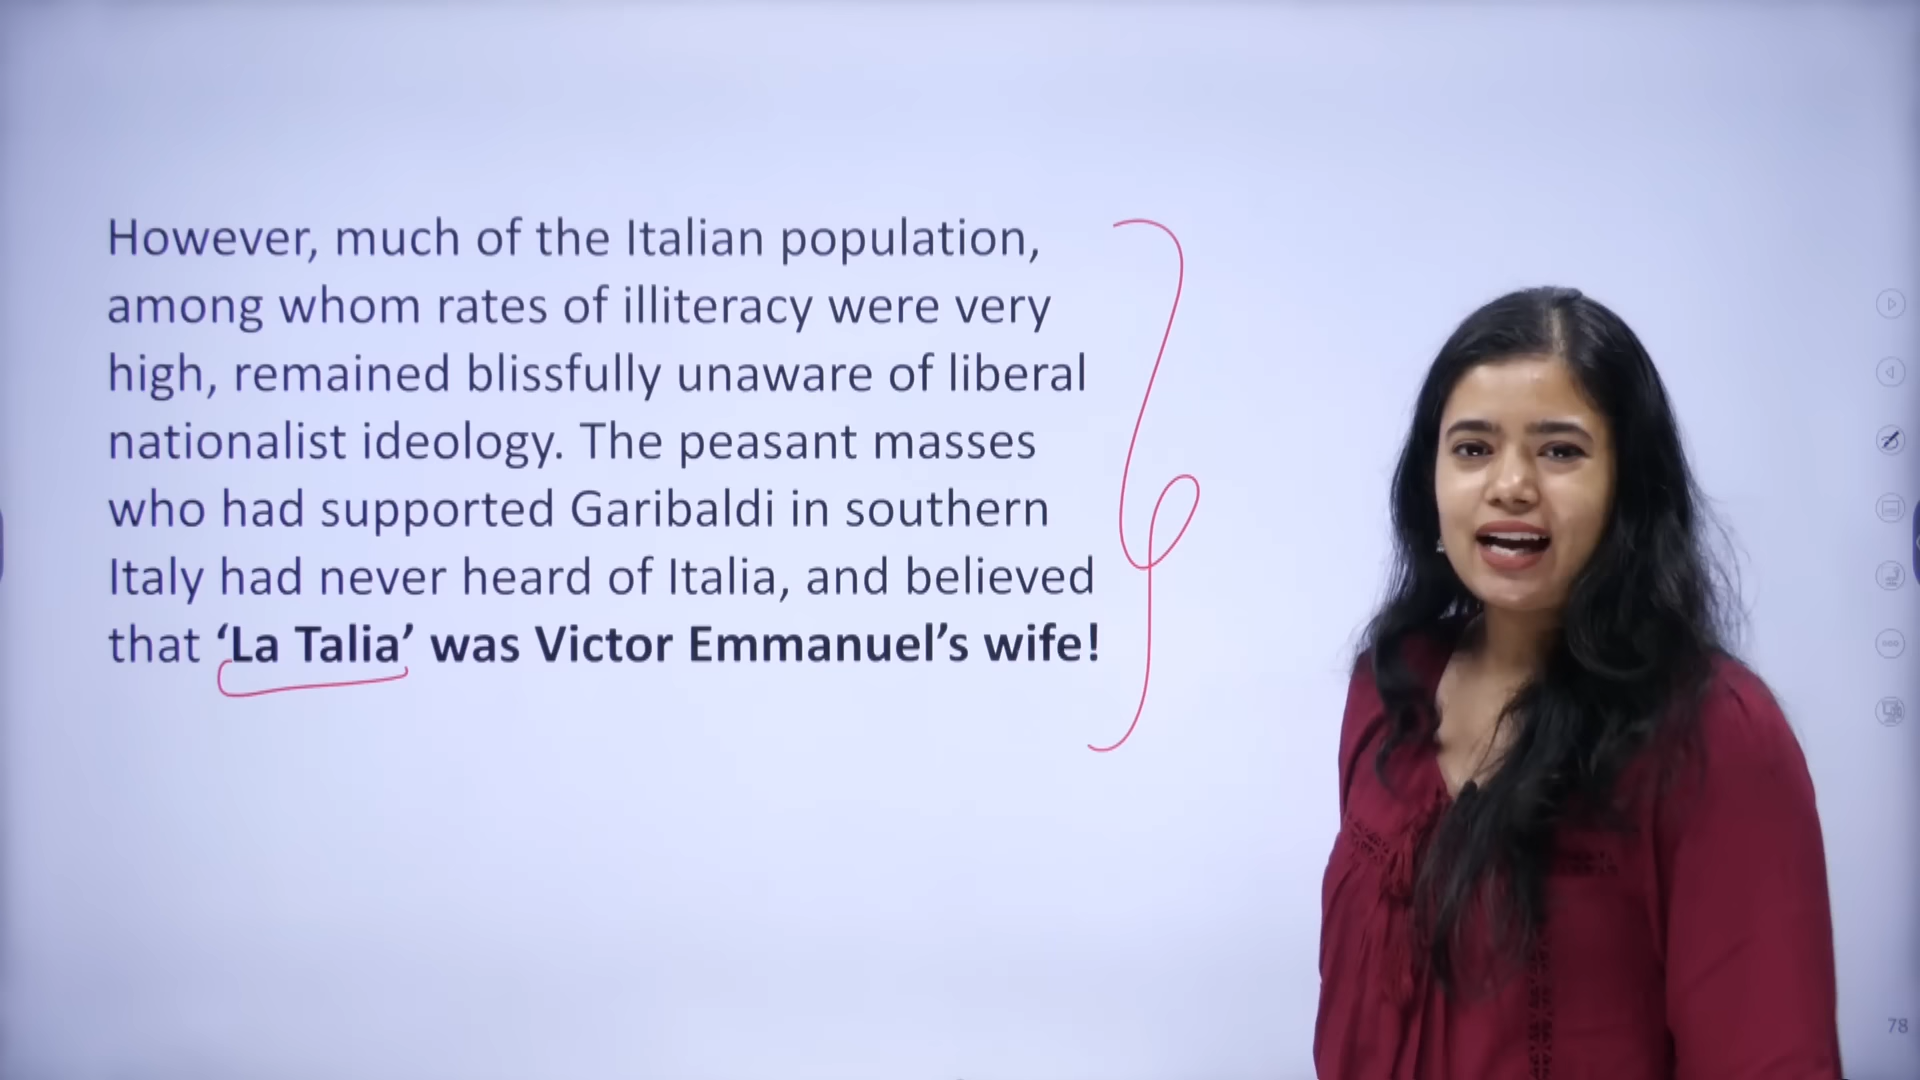 However, much of the Italian population,
among whom rates of illiteracy were very
high, remained blissfully unaware of liberal
nationalist ideology. The peasant masses
who had supported Garibaldi in southern
Italy had never heard of Italia, and believed
that ‘La Talia’ was Victor Emmanuel’s wife!
78